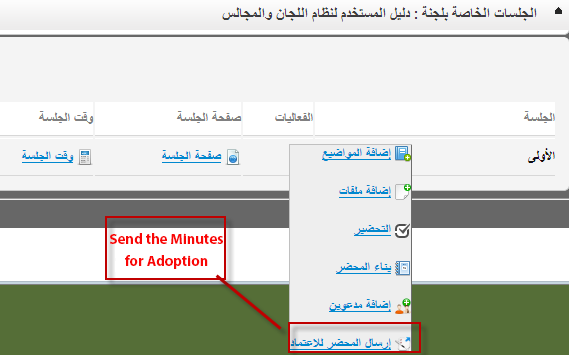 الجلسات الخاصة بلجنة : دليل المستخدم لنظام اللجان والمجالس
الجلسة الفعاليات صفحة الجلسة وقت الجلسة
الأولى إضافة المواضيع صفحة الجلسة وقت الجلسة
إضافة ملفات
التحضير
Send the Minutes
for Adoption
بناء المحضر
إضافة مدعوين
إرسال المحضر للاعتماد